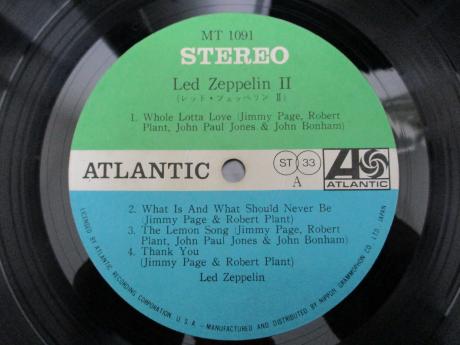 MT 1091
STEREO
Led Zeppelin II
(レッド・ツェッペリン II)
1. Whole Lotta Love (Jimmy Page, Robert
Plant, John Paul Jones & John Bonham)
ATLANTIC
ST 33
A
ATLANTIC
2. What Is And What Should Never Be
(Jimmy Page & Robert Plant)
3. The Lemon Song (Jimmy Page, Robert
Plant, John Paul Jones & John Bonham)
4. Thank You
(Jimmy Page & Robert Plant)
Led Zeppelin
LICENSED BY ATLANTIC RECORDING CORPORATION, U.S.A.-MANUFACTURED AND DISTRIBUTED BY NIPPON GRAMMOPHON CO. LTD., JAPAN